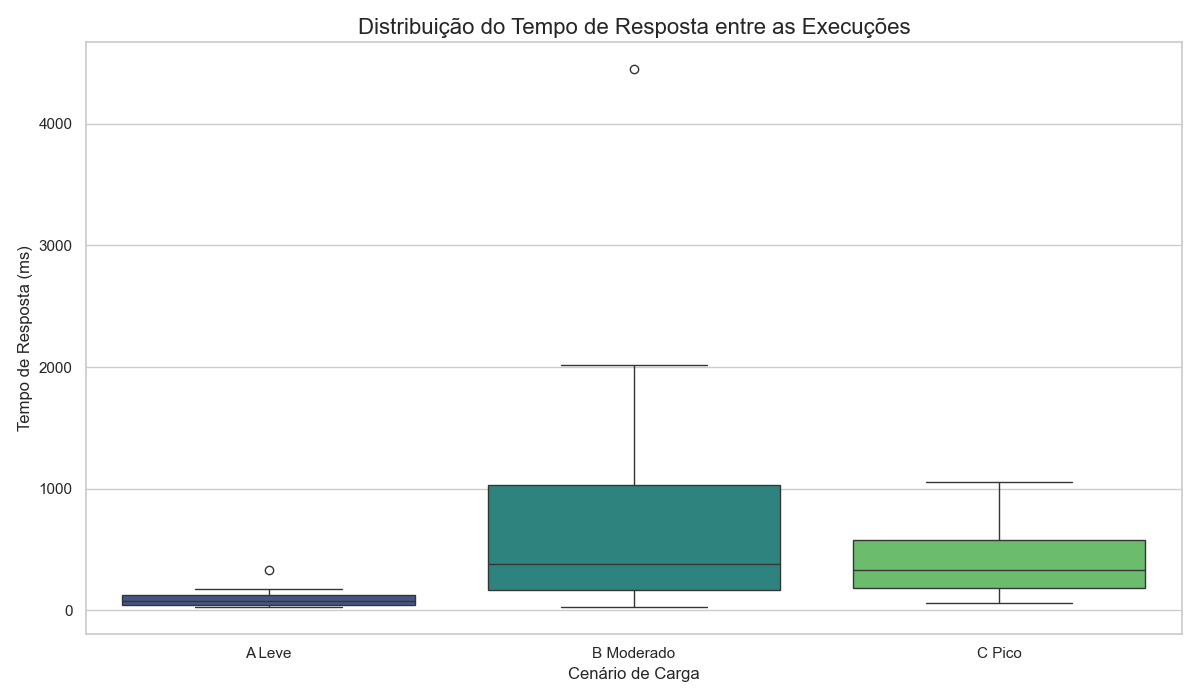 Distribuição do Tempo de Resposta entre as Execuções
Tempo de Resposta (ms)
4000
3000
2000
1000
0
A Leve
B Moderado
C Pico
Cenário de Carga